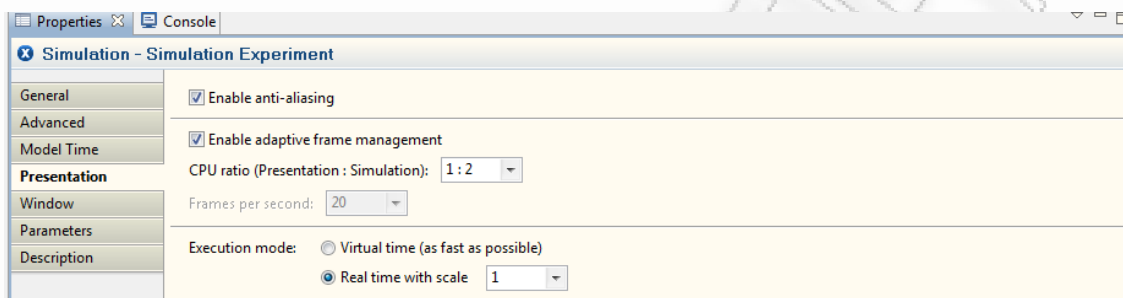 Properties Console
Simulation - Simulation Experiment
General
Advanced
Model Time
Presentation
Window
Parameters
Description
Enable anti-aliasing
Enable adaptive frame management
CPU ratio (Presentation : Simulation): 1 : 2
Frames per second: 20
Execution mode: Virtual time (as fast as possible)
Real time with scale 1